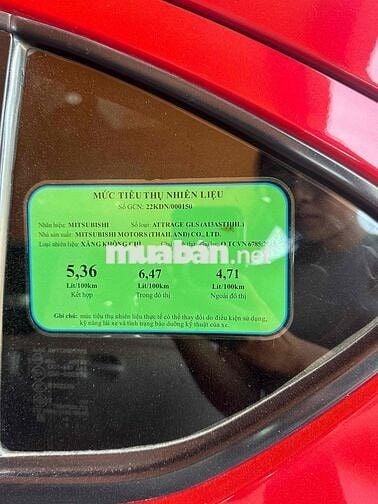 MỨC TIÊU THỤ NHIÊN LIỆU
Số GCN: 22KDN/000150
Nhãn hiệu: MITSUBISHI Số loại: ATTRAGE GLS (A13ASTHHL)
Nhà sản xuất: MITSUBISHI MOTORS (THAILAND) CO., LTD.
Loại nhiên liệu: XĂNG KHÔNG CHÌ TCVN 6785
muaban.net
5,36 6,47 4,71
Lít/100km Lít/100km Lít/100km
Kết hợp Trong đô thị Ngoài đô thị
Ghi chú: mức tiêu thụ nhiên liệu thực tế có thể thay đổi do điều kiện sử dụng,
kỹ năng lái xe và tình trạng bảo dưỡng kỹ thuật của xe.